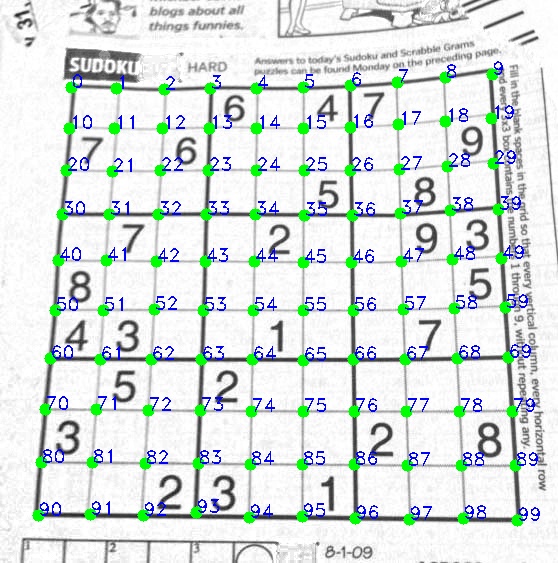 blogs about all
things funnies.
SUDOKU
HARD
Answers to today's Sudoku and Scrabble Grams
puzzles can be found Monday on the preceding page.
0 1 2 3 4 5 6 7 8 9
6 4 7
10 11 12 13 14 15 16 17 18 19
7 6 9
20 21 22 23 24 25 26 27 28 29
5 8
30 31 32 33 34 35 36 37 38 39
7 2 9 3
40 41 42 43 44 45 46 47 48 49
8 5
50 51 52 53 54 55 56 57 58 59
4 3 1 7
60 61 62 63 64 65 66 67 68 69
5 2
70 71 72 73 74 75 76 77 78 79
3 2 8
80 81 82 83 84 85 86 87 88 89
2 3 1
90 91 92 93 94 95 96 97 98 99
Fill in the blank spaces in the grid so that every vertical column, every horizontal row
and every 3x3 box contains the numbers 1 through 9, without repeating any.
1 2 3
8-1-09